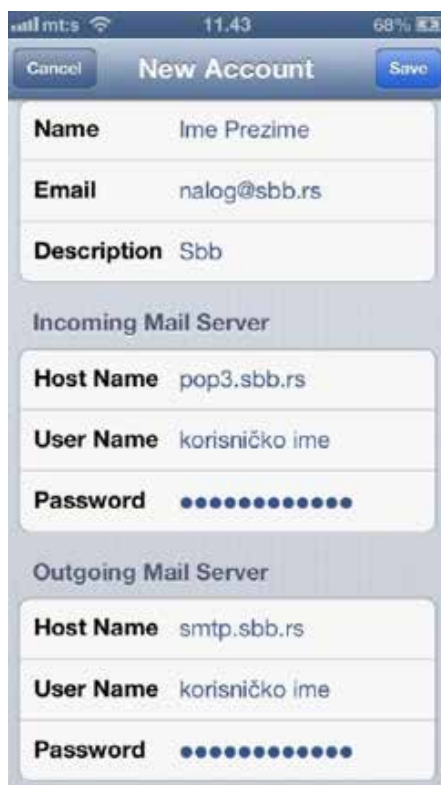 mt:s 11.43 68%
Cancel New Account Save
Name Ime Prezime
Email nalog@sbb.rs
Description Sbb
Incoming Mail Server
Host Name pop3.sbb.rs
User Name korisničko ime
Password ●●●●●●●●●●●●
Outgoing Mail Server
Host Name smtp.sbb.rs
User Name korisničko ime
Password ●●●●●●●●●●●●